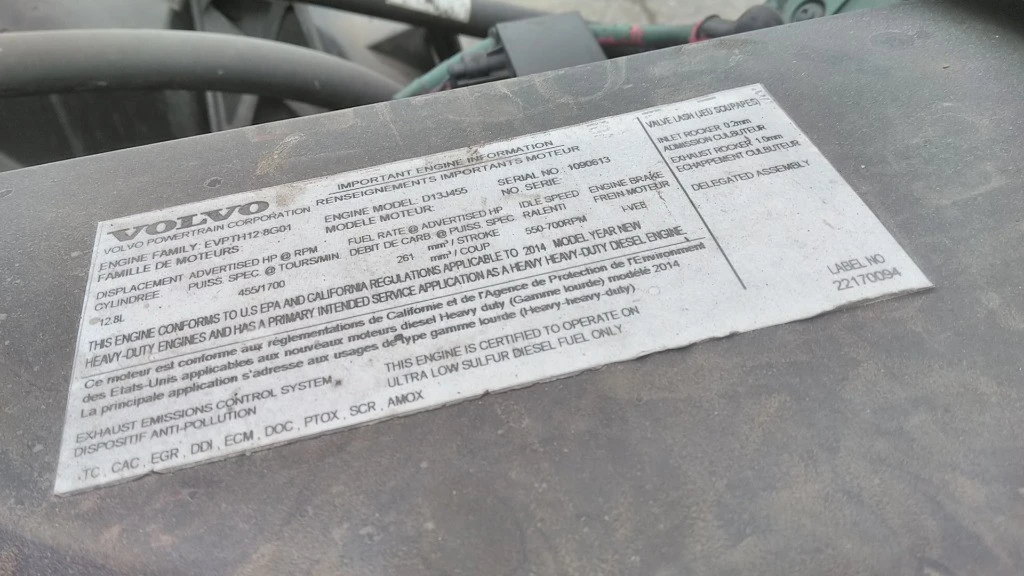 IMPORTANT ENGINE INFORMATION
RENSEIGNEMENTS IMPORTANTS MOTEUR
VOLVO
VOLVO POWERTRAIN CORPORATION
ENGINE FAMILY: EVPTH12.8G01
FAMILLE DE MOTEURS
ENGINE MODEL: D13J455
MODELE MOTEUR:
SERIAL NO.: 1090613
NO. SERIE:
DISPLACEMENT ADVERTISED HP @ RPM FUEL RATE @ ADVERTISED HP IDLE SPEED ENGINE BRAKE
CYLINDREE PUISS SPEC. @ TOURS/MIN. DEBIT DE CARB @ PUISS. SPEC. RALENTI FREIN-MOTEUR
12.8L 455/1700 261 mm³ / STROKE 550-700RPM I-VEB
mm³ / COUP
THIS ENGINE CONFORMS TO U.S EPA AND CALIFORNIA REGULATIONS APPLICABLE TO 2014 MODEL YEAR NEW
HEAVY-DUTY ENGINES AND HAS A PRIMARY INTENDED SERVICE APPLICATION AS A HEAVY HEAVY-DUTY DIESEL ENGINE.
Ce moteur est conforme aux réglementations de Californie et de l'Agence de Protection de l'Environment
des Etats-Unis applicables aux nouveaux moteurs diesel Heavy duty (Gamme lourde) modéle 2014
La principale application s'adresse aux usages de type gamme lourde (Heavy-heavy-duty)
EXHAUST EMISSIONS CONTROL SYSTEM
DISPOSITIF ANTI-POLLUTION
THIS ENGINE IS CERTIFIED TO OPERATE ON
ULTRA LOW SULFUR DIESEL FUEL ONLY
TC, CAC, EGR, DDI, ECM, DOC, PTOX, SCR, AMOX
VALVE LASH (JEU SOUPAPES)
INLET ROCKER 0.2mm
ADMISSION CULBUTEUR
EXHAUST ROCKER 1.0mm
ECHAPPEMENT CULBUTEUR
DELEGATED ASSEMBLY
LABEL NO
22170094